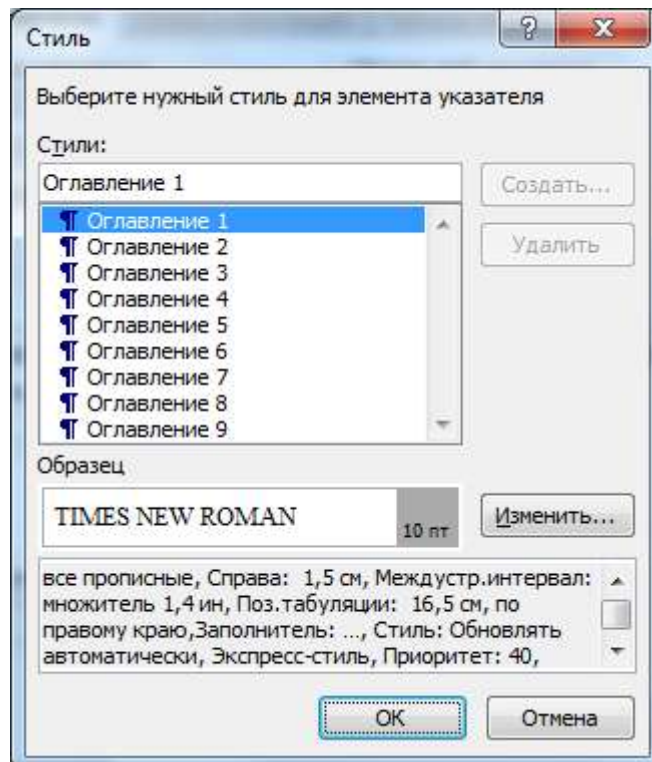 Стиль
Выберите нужный стиль для элемента указателя
Стили:
Оглавление 1
Создать...
¶ Оглавление 1
¶ Оглавление 2
Удалить
¶ Оглавление 3
¶ Оглавление 4
¶ Оглавление 5
¶ Оглавление 6
¶ Оглавление 7
¶ Оглавление 8
¶ Оглавление 9
Образец
TIMES NEW ROMAN
10 пт
Изменить...
все прописные, Справа: 1,5 см, Междустр.интервал:
множитель 1,4 ин, Поз.табуляции: 16,5 см, по
правому краю,Заполнитель: ..., Стиль: Обновлять
автоматически, Экспресс-стиль, Приоритет: 40,
ОК
Отмена